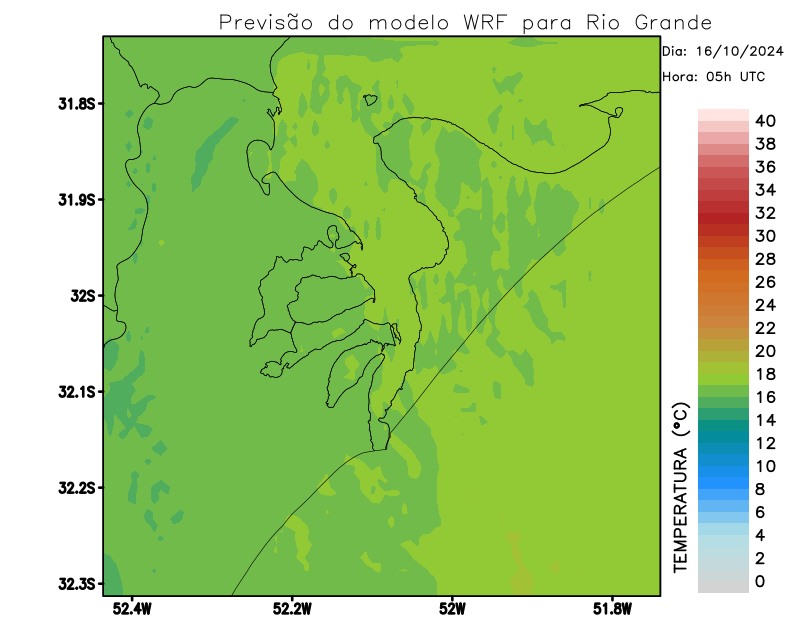 Previsão do modelo WRF para Rio Grande
Dia: 16/10/2024
Hora: 05h UTC
31.8S
31.9S
32S
32.1S
32.2S
32.3S
52.4W
52.2W
52W
51.8W
TEMPERATURA (°C)
40
38
36
34
32
30
28
26
24
22
20
18
16
14
12
10
8
6
4
2
0